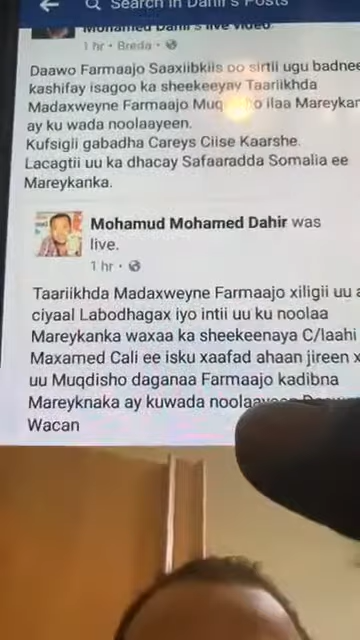 Search in Dahir's Posts
Mohamed Dahir's live video.
1 hr · Breda ·
Daawo Farmaajo Saaxiibkiis oo sirtii ugu badnee
kashifay isagoo ka sheekeeyay Taariikhda
Madaxweyne Farmaajo ilaa Mareykan
ay ku wada noolaayeen.
Kufsigii gabadha Careys Ciise Kaarshe.
Lacagtii uu ka dhacay Safaaradda Somalia ee
Mareykanka.
Mohamud Mohamed Dahir was
live.
1 hr ·
Taariikhda Madaxweyne Farmaajo xiligii uu a
ciyaal Labodhagax iyo intii uu ku noolaa
Mareykanka waxaa ka sheekeenaya C/laahi
Maxamed Cali ee isku xaafad ahaan jireen x
uu Muqdisho daganaa Farmaajo kadibna
Mareyknaka ay kuwada
Wacan